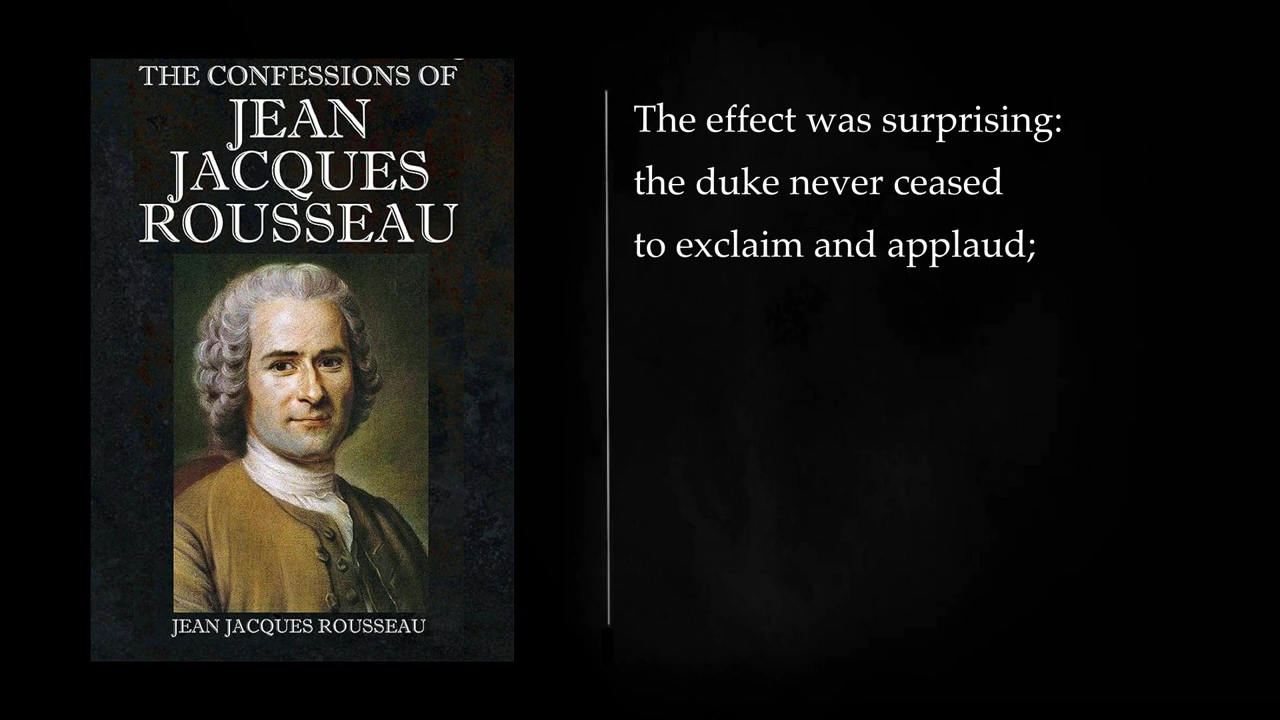 THE CONFESSIONS OF
JEAN
JACQUES
ROUSSEAU
JEAN JACQUES ROUSSEAU
The effect was surprising:
the duke never ceased
to exclaim and applaud;